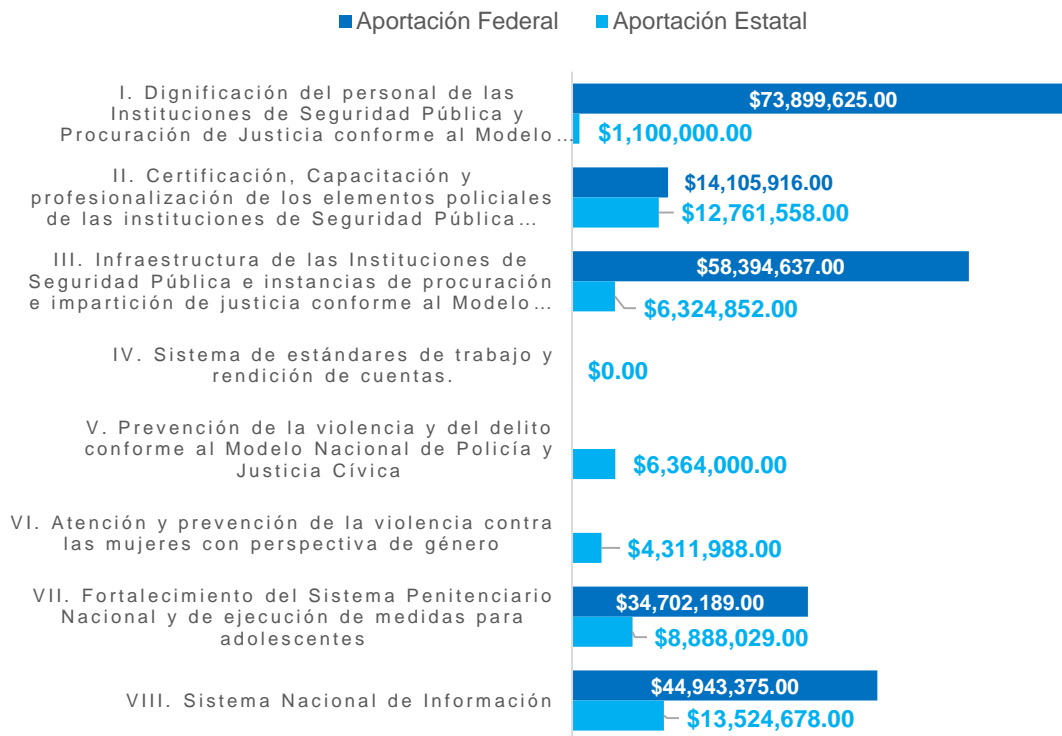 Aportación Federal Aportación Estatal
I. Dignificación del personal de las
Instituciones de Seguridad Pública y
Procuración de Justicia conforme al Modelo…
$73,899,625.00
$1,100,000.00
II. Certificación, Capacitación y
profesionalización de los elementos policiales
de las instituciones de Seguridad Pública…
$14,105,916.00
$12,761,558.00
III. Infraestructura de las Instituciones de
Seguridad Pública e instancias de procuración
e impartición de justicia conforme al Modelo…
$58,394,637.00
$6,324,852.00
IV. Sistema de estándares de trabajo y
rendición de cuentas.
$0.00
V. Prevención de la violencia y del delito
conforme al Modelo Nacional de Policía y
Justicia Cívica
$6,364,000.00
VI. Atención y prevención de la violencia contra
las mujeres con perspectiva de género
$4,311,988.00
VII. Fortalecimiento del Sistema Penitenciario
Nacional y de ejecución de medidas para
adolescentes
$34,702,189.00
$8,888,029.00
VIII. Sistema Nacional de Información
$44,943,375.00
$13,524,678.00